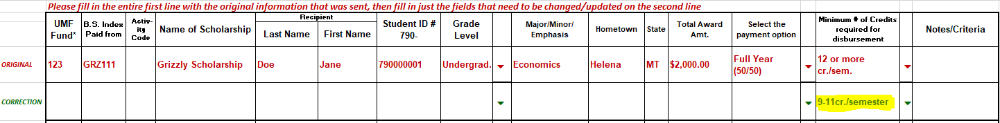 Please fill in the entire first line with the original information that was sent, then fill in just the fields that need to be changed/updated on the second line
UMF Fund* B.S. Index Paid from Activ-ity Code Name of Scholarship Recipient Last Name First Name Student ID # 790- Grade Level Major/Minor/ Emphasis Hometown State Total Award Amt. Select the payment option Minimum # of Credits required for disbursement Notes/Criteria
ORIGINAL 123 GRZ111 Grizzly Scholarship Doe Jane 790000001 Undergrad. Economics Helena MT $2,000.00 Full Year (50/50) 12 or more cr./sem.
CORRECTION 9-11cr./semester